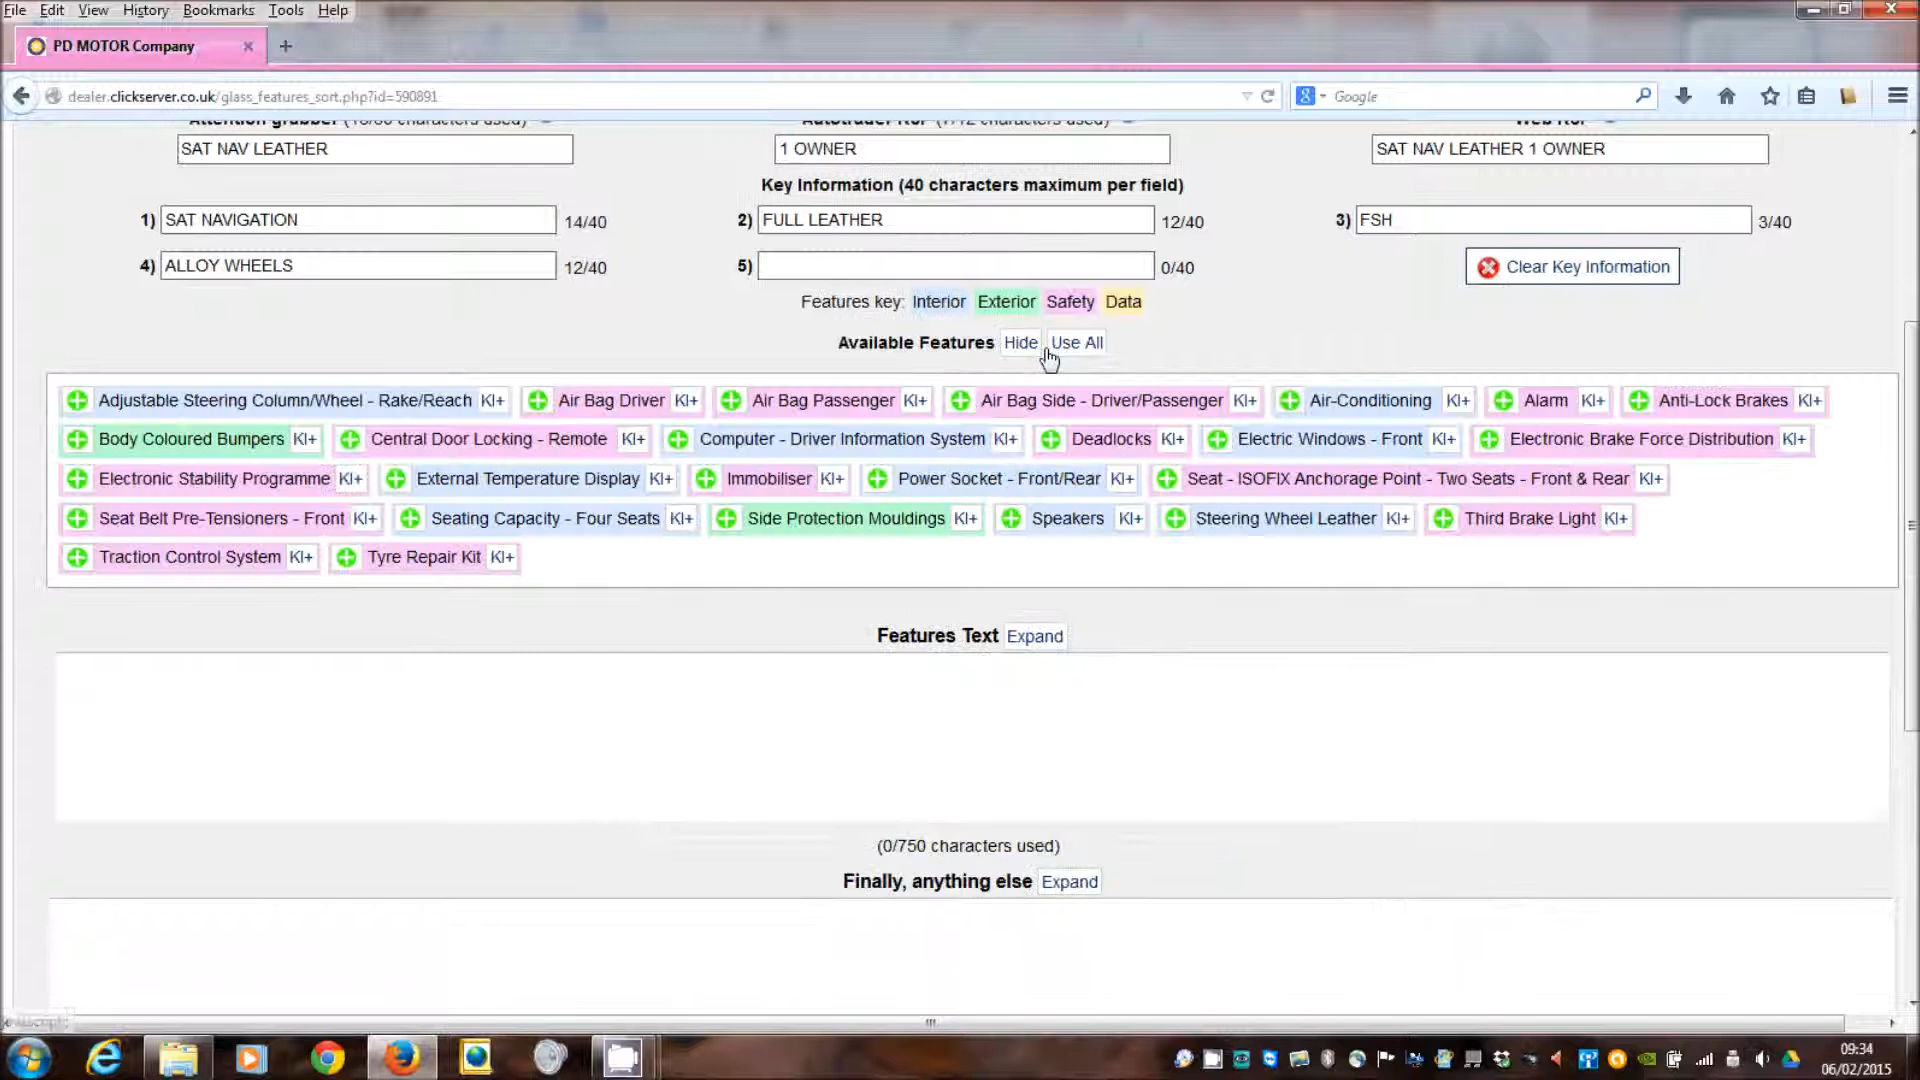 File Edit View History Bookmarks Tools Help
PD MOTOR Company
dealer.clickserver.co.uk/glass_features_sort.php?id=590891 Google
SAT NAV LEATHER 1 OWNER SAT NAV LEATHER 1 OWNER
Key Information (40 characters maximum per field)
1) SAT NAVIGATION 14/40 2) FULL LEATHER 12/40 3) FSH 3/40
4) ALLOY WHEELS 12/40 5) 0/40 Clear Key Information
Features key: Interior Exterior Safety Data
Available Features Hide Use All
Adjustable Steering Column/Wheel - Rake/Reach KI+ Air Bag Driver KI+ Air Bag Passenger KI+ Air Bag Side - Driver/Passenger KI+ Air-Conditioning KI+ Alarm KI+ Anti-Lock Brakes KI+
Body Coloured Bumpers KI+ Central Door Locking - Remote KI+ Computer - Driver Information System KI+ Deadlocks KI+ Electric Windows - Front KI+ Electronic Brake Force Distribution KI+
Electronic Stability Programme KI+ External Temperature Display KI+ Immobiliser KI+ Power Socket - Front/Rear KI+ Seat - ISOFIX Anchorage Point - Two Seats - Front & Rear KI+
Seat Belt Pre-Tensioners - Front KI+ Seating Capacity - Four Seats KI+ Side Protection Mouldings KI+ Speakers KI+ Steering Wheel Leather KI+ Third Brake Light KI+
Traction Control System KI+ Tyre Repair Kit KI+
Features Text Expand
(0/750 characters used)
Finally, anything else Expand
09:34
06/02/2015